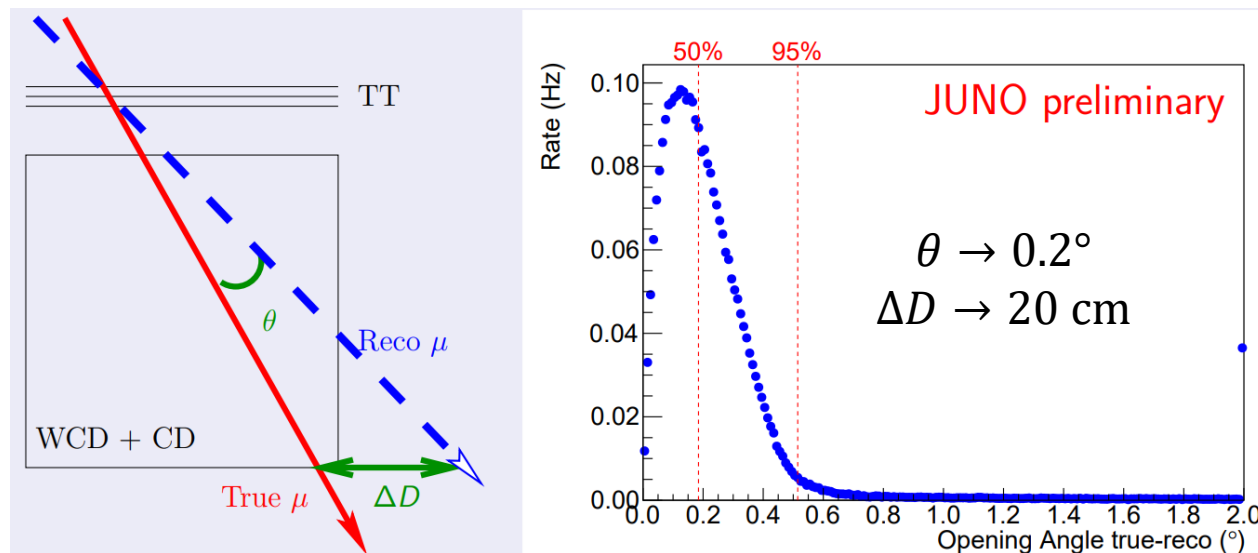 TT
θ
Reco μ
WCD + CD
True μ
ΔD
50% 95%
JUNO preliminary
Rate (Hz)
0.10
0.08
0.06
0.04
0.02
0.00
θ → 0.2°
ΔD → 20 cm
0.0 0.2 0.4 0.6 0.8 1.0 1.2 1.4 1.6 1.8 2.0
Opening Angle true-reco (°)